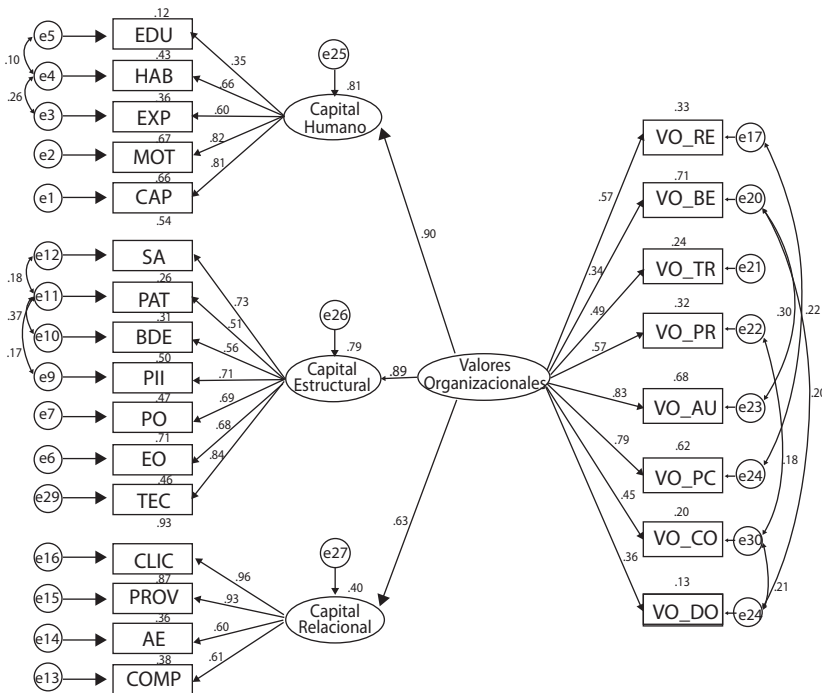 .12
e5
EDU
.10
.43
.35
e4
HAB
.26
.36
.66
e3
EXP
.60
.67
e2
MOT
.82
.66
.81
e1
CAP
e25
.81
Capital
Humano
.90
.54
e12
SA
.18
.26
.73
e11
PAT
.37
.31
.51
e10
BDE
.56
.17
.50
e9
PII
.71
.47
e7
PO
.69
.71
.68
e6
EO
.84
.46
e29
TEC
e26
.79
Capital
Estructural
.89
Valores
Organizacionales
.93
e16
CLIC
.96
.87
e15
PROV
.93
.36
e14
AE
.60
.38
e13
COMP
.61
e27
.40
Capital
Relacional
.63
.33
VO_RE
e17
.57
.71
VO_BE
e20
.34
.24
VO_TR
e21
.49
.32
VO_PR
e22
.57
.30
.22
.68
VO_AU
e23
.83
.20
.62
VO_PC
e24
.79
.18
.20
VO_CO
e30
.45
.21
.13
VO_DO
e24
.36